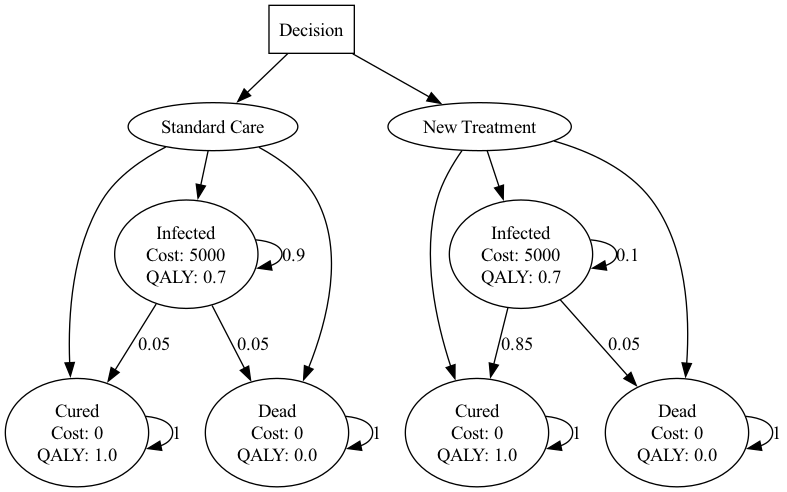 Decision
Standard Care
New Treatment
Infected
Cost: 5000
QALY: 0.7
0.9
Infected
Cost: 5000
QALY: 0.7
0.1
0.05
0.05
0.85
0.05
Cured
Cost: 0
QALY: 1.0
1
Dead
Cost: 0
QALY: 0.0
1
Cured
Cost: 0
QALY: 1.0
1
Dead
Cost: 0
QALY: 0.0
1